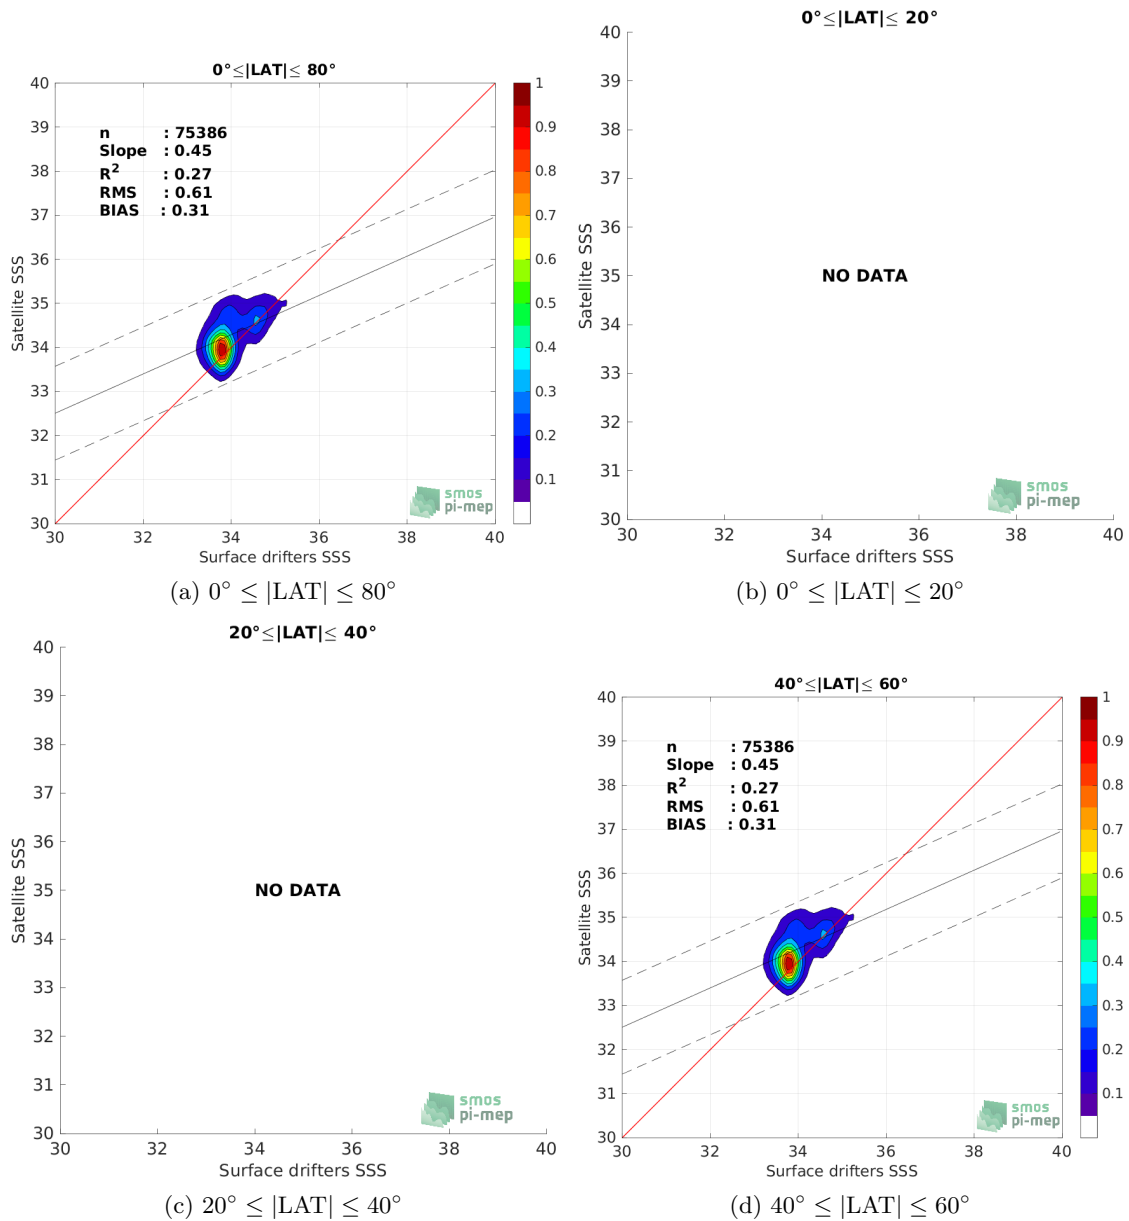 0°≤|LAT|≤ 80°
40
39
38
37
36
35
34
33
32
31
30
n : 75386
Slope : 0.45
R² : 0.27
RMS : 0.61
BIAS : 0.31
Satellite SSS
30 32 34 36 38 40
Surface drifters SSS
1
0.9
0.8
0.7
0.6
0.5
0.4
0.3
0.2
0.1
smos
pi-mep
(a) 0° ≤ |LAT| ≤ 80°
0°≤|LAT|≤ 20°
40
39
38
37
36
35
34
33
32
31
30
Satellite SSS
NO DATA
smos
pi-mep
30 32 34 36 38 40
Surface drifters SSS
(b) 0° ≤ |LAT| ≤ 20°
20°≤|LAT|≤ 40°
40
39
38
37
36
35
34
33
32
31
30
Satellite SSS
NO DATA
smos
pi-mep
30 32 34 36 38 40
Surface drifters SSS
(c) 20° ≤ |LAT| ≤ 40°
40°≤|LAT|≤ 60°
40
39
38
37
36
35
34
33
32
31
30
n : 75386
Slope : 0.45
R² : 0.27
RMS : 0.61
BIAS : 0.31
Satellite SSS
30 32 34 36 38 40
Surface drifters SSS
1
0.9
0.8
0.7
0.6
0.5
0.4
0.3
0.2
0.1
smos
pi-mep
(d) 40° ≤ |LAT| ≤ 60°